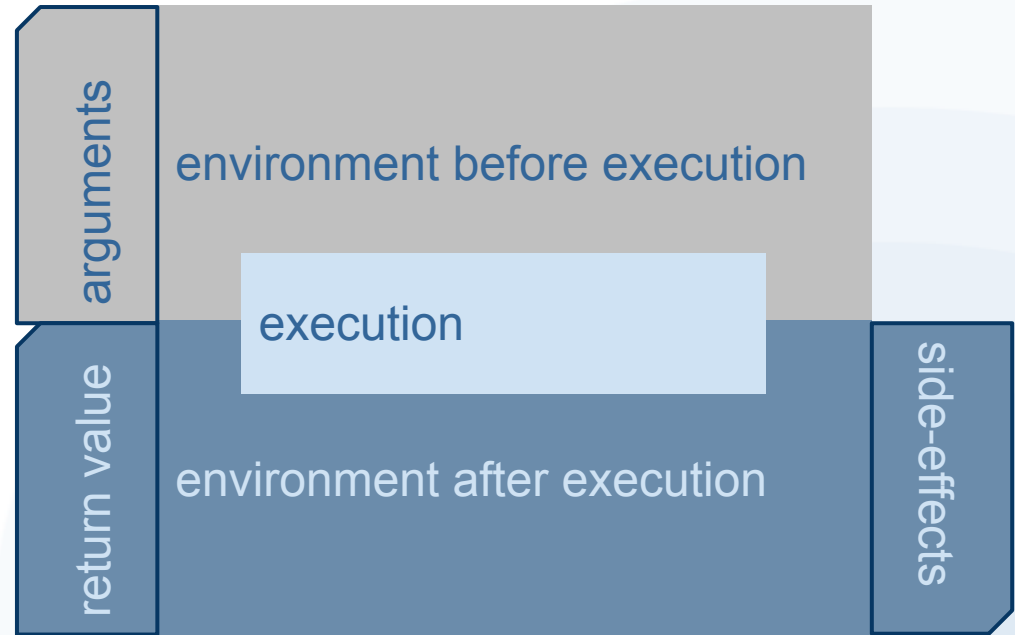 arguments
environment before execution
execution
return value
environment after execution
side-effects